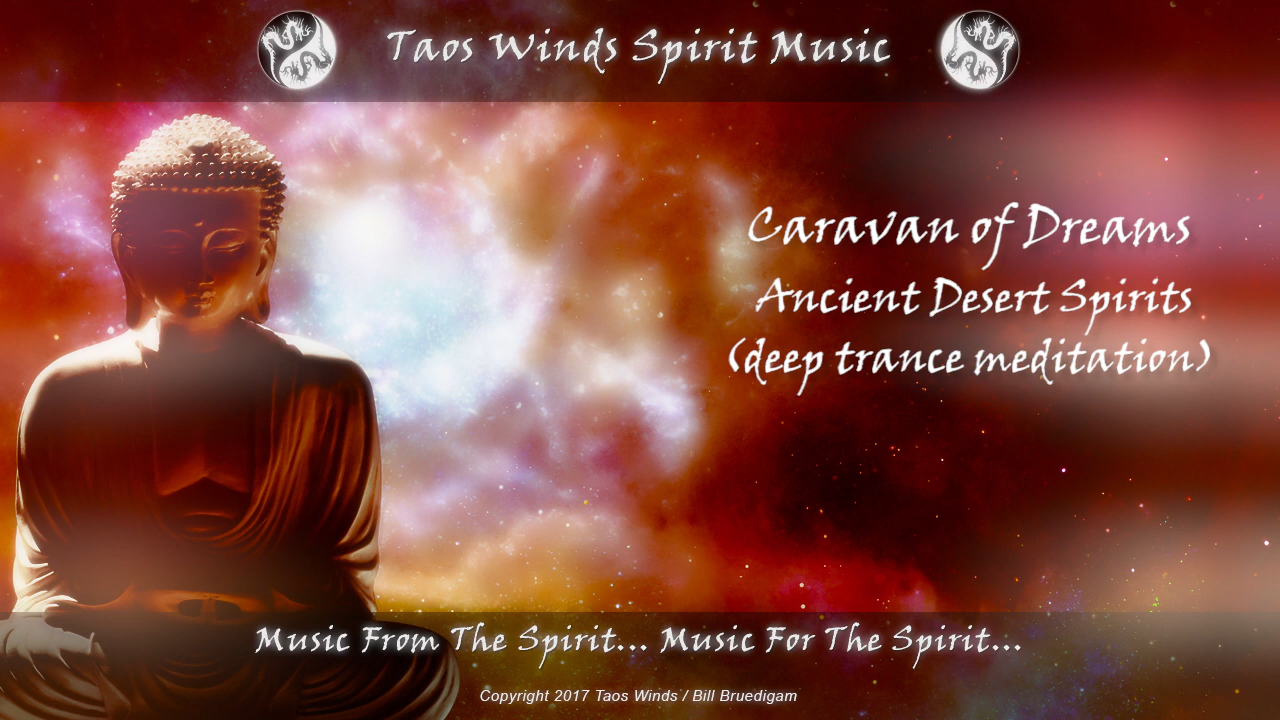 Taos Winds Spirit Music
Caravan of Dreams
Ancient Desert Spirits
(deep trance meditation)
Music From The Spirit... Music For The Spirit...
Copyright 2017 Taos Winds / Bill Bruedigam